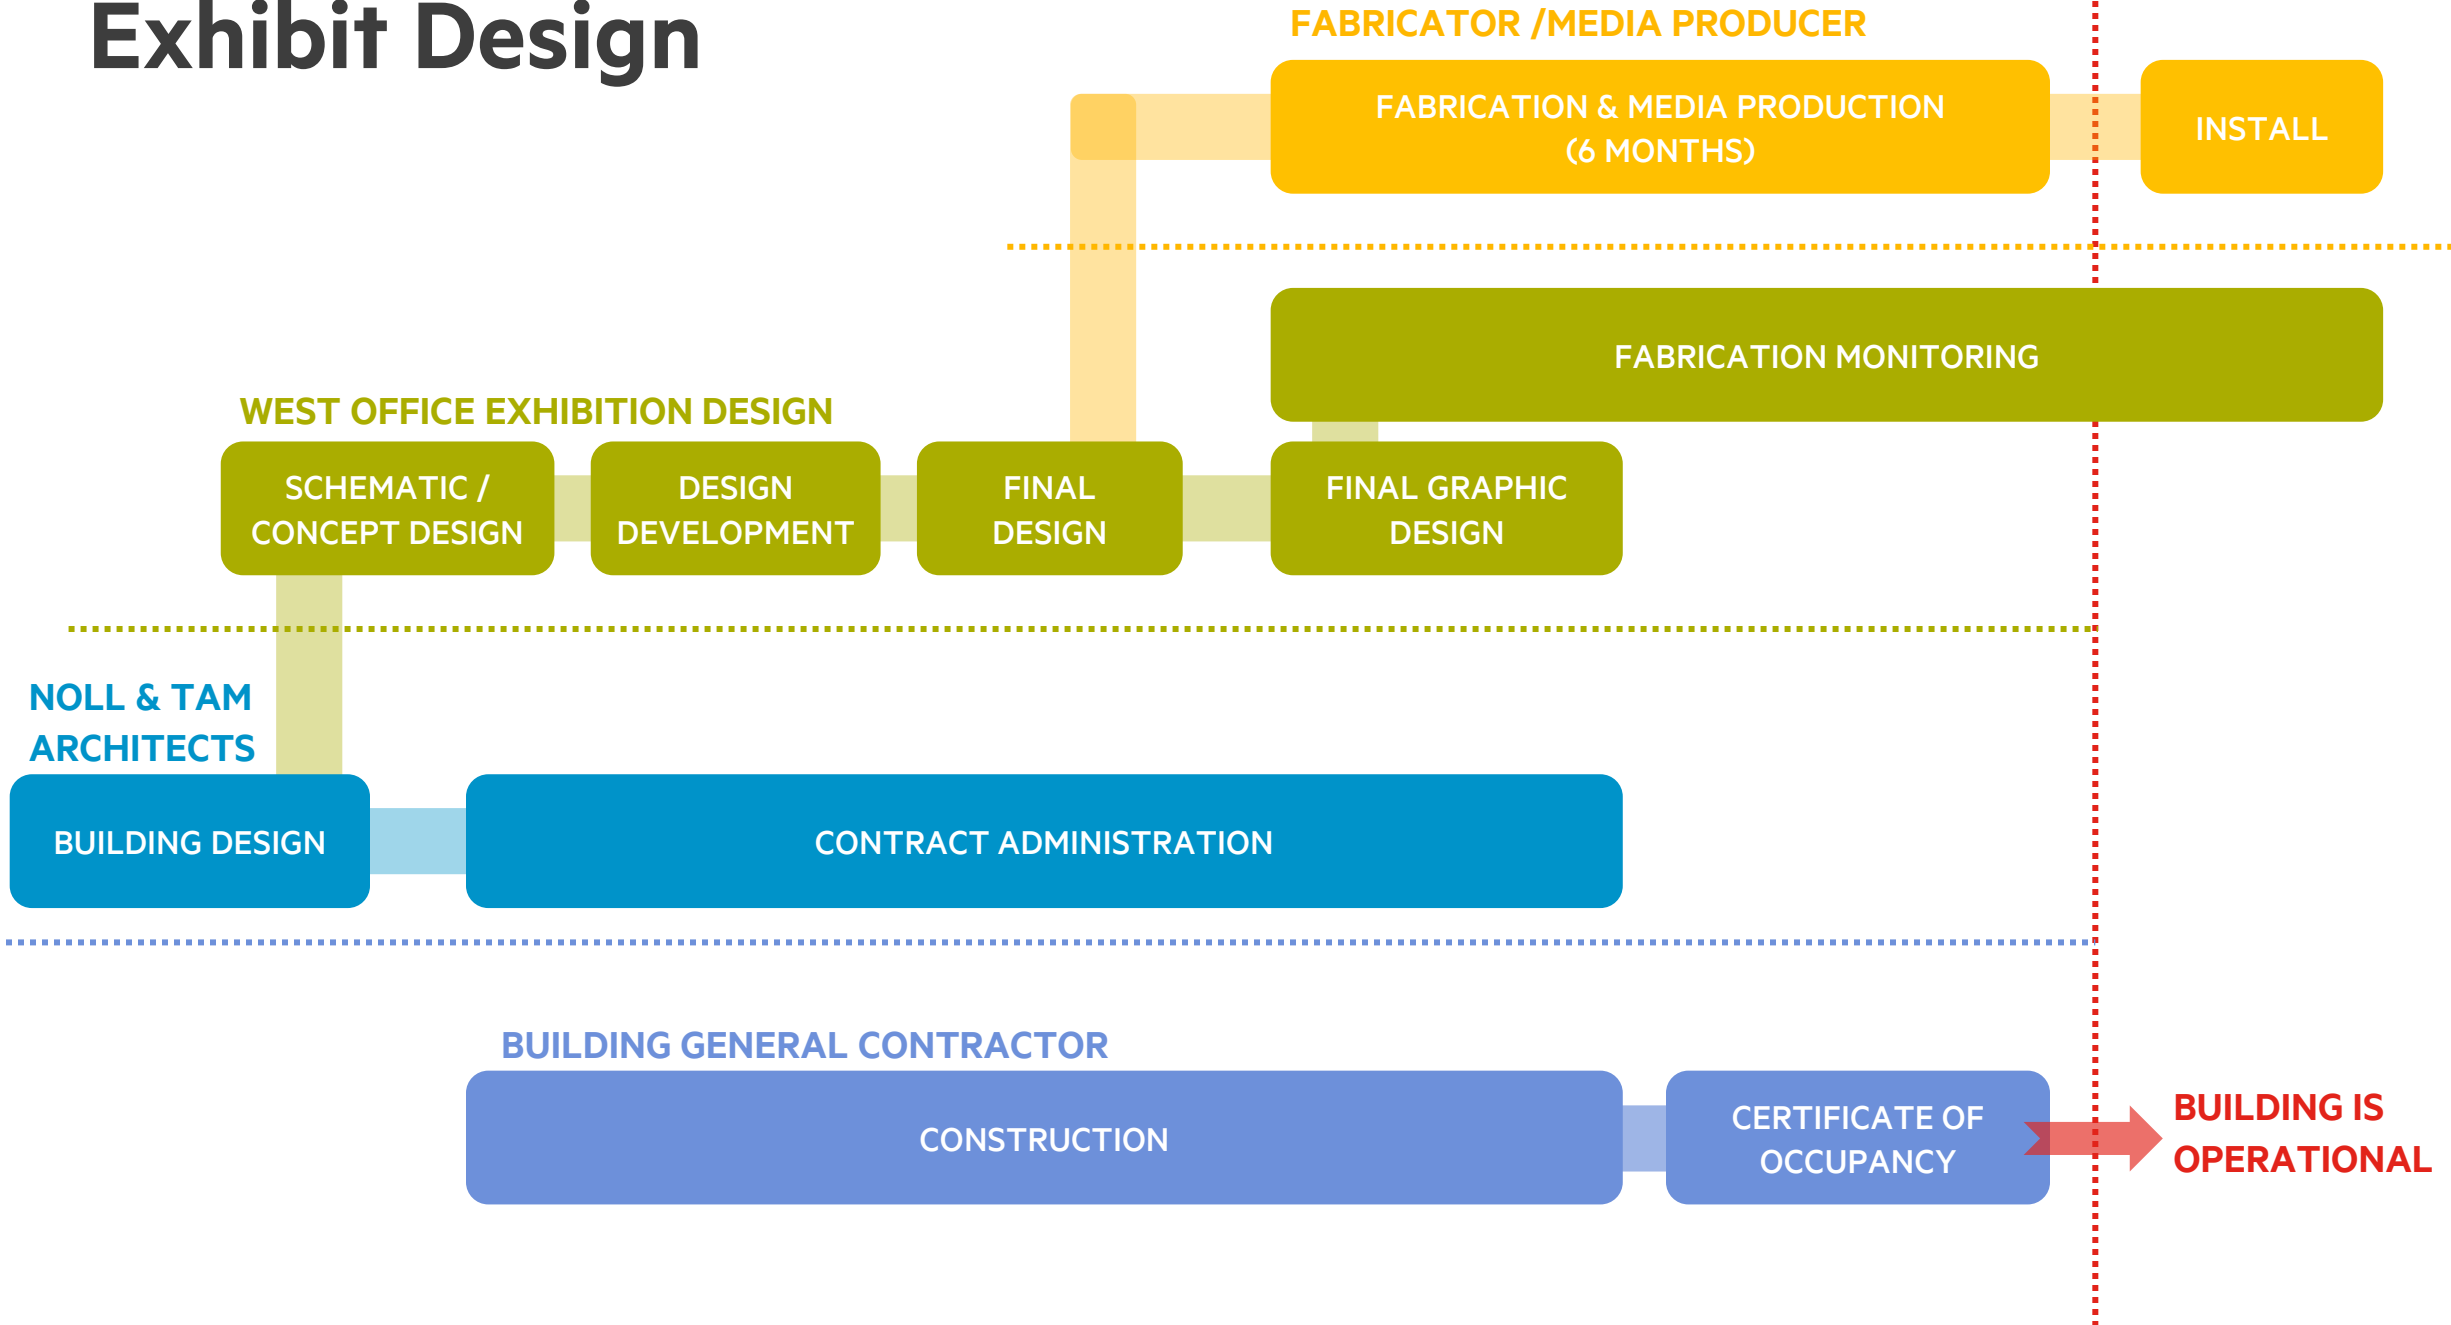 Exhibit Design
FABRICATOR /MEDIA PRODUCER
FABRICATION & MEDIA PRODUCTION
(6 MONTHS)
INSTALL
FABRICATION MONITORING
WEST OFFICE EXHIBITION DESIGN
SCHEMATIC /
CONCEPT DESIGN
DESIGN
DEVELOPMENT
FINAL
DESIGN
FINAL GRAPHIC
DESIGN
NOLL & TAM
ARCHITECTS
BUILDING DESIGN
CONTRACT ADMINISTRATION
BUILDING GENERAL CONTRACTOR
CONSTRUCTION
CERTIFICATE OF
OCCUPANCY
BUILDING IS
OPERATIONAL